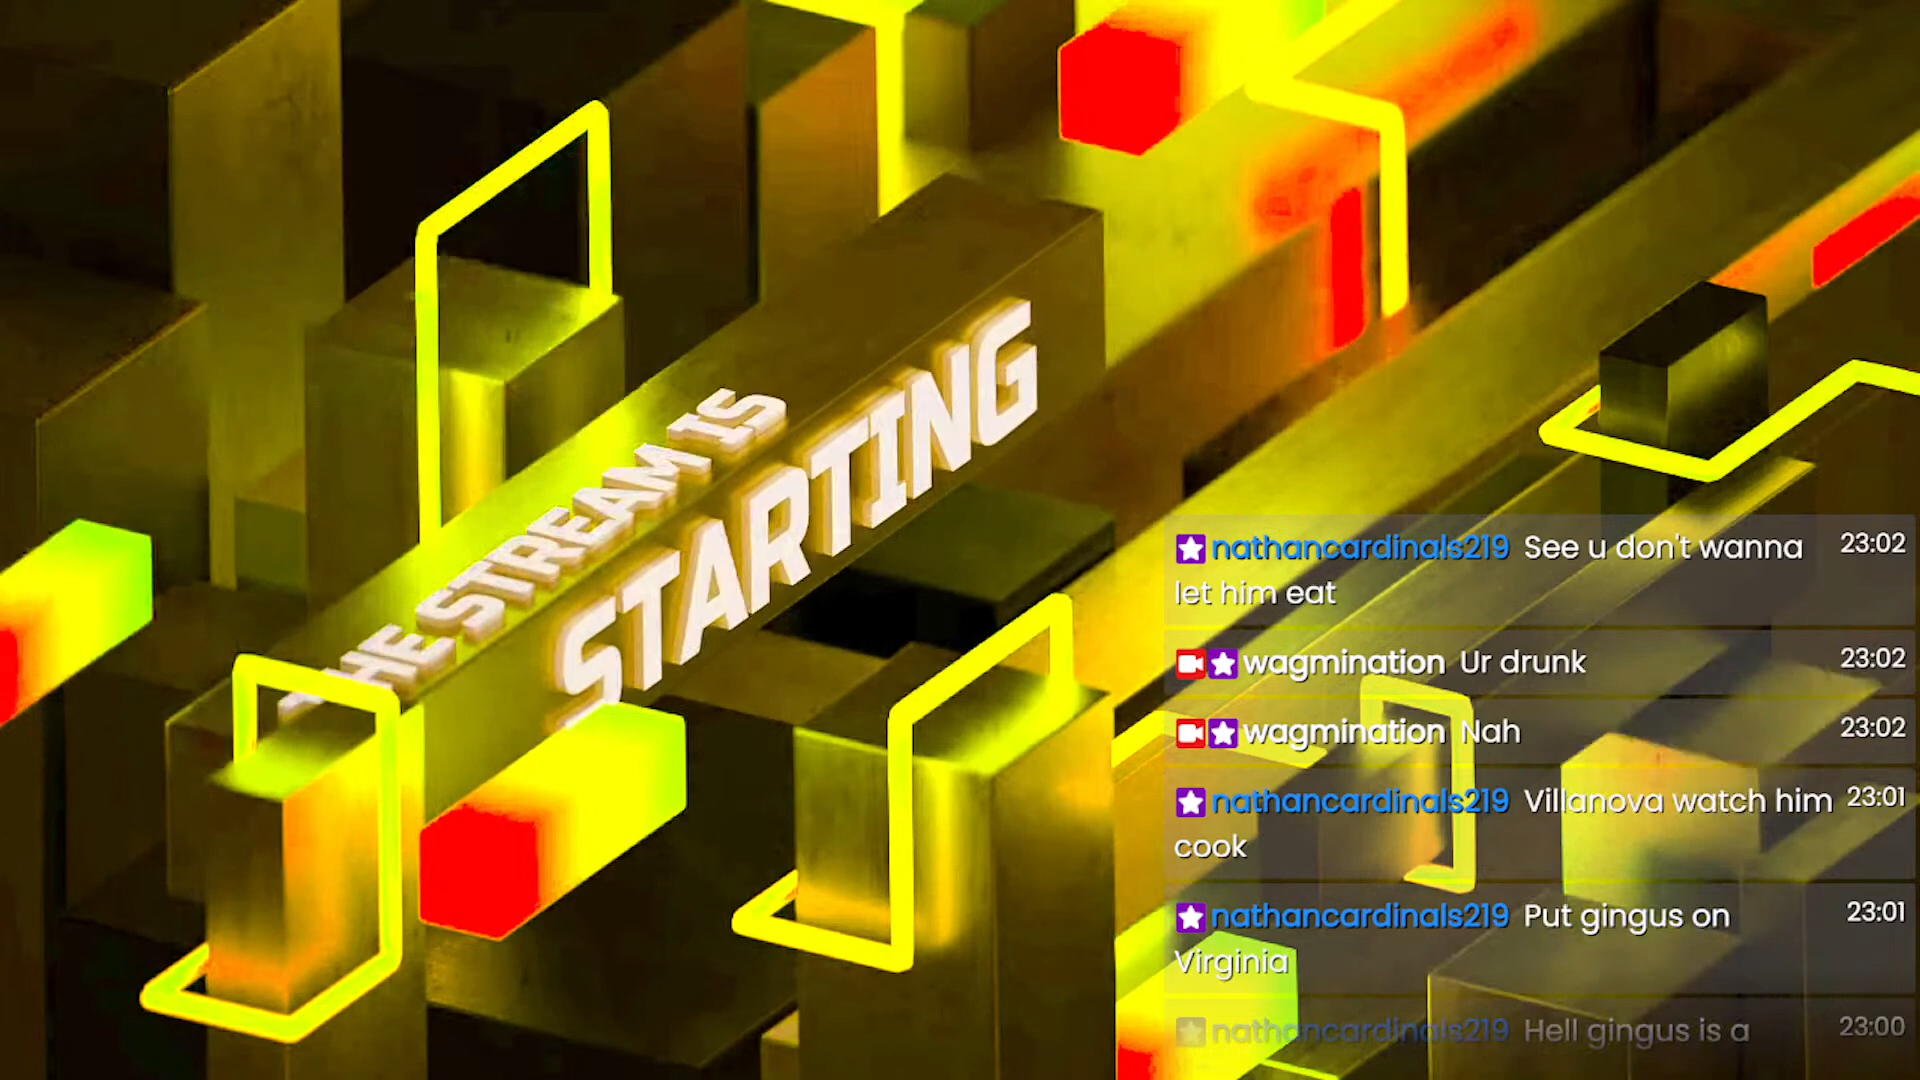 THE STREAM IS
STARTING
nathancardinals219 See u don't wanna 23:02
let him eat
wagmination Ur drunk 23:02
wagmination Nah 23:02
nathancardinals219 Villanova watch him 23:01
cook
nathancardinals219 Put gingus on 23:01
Virginia
nathancardinals219 Hell gingus is a 23:00